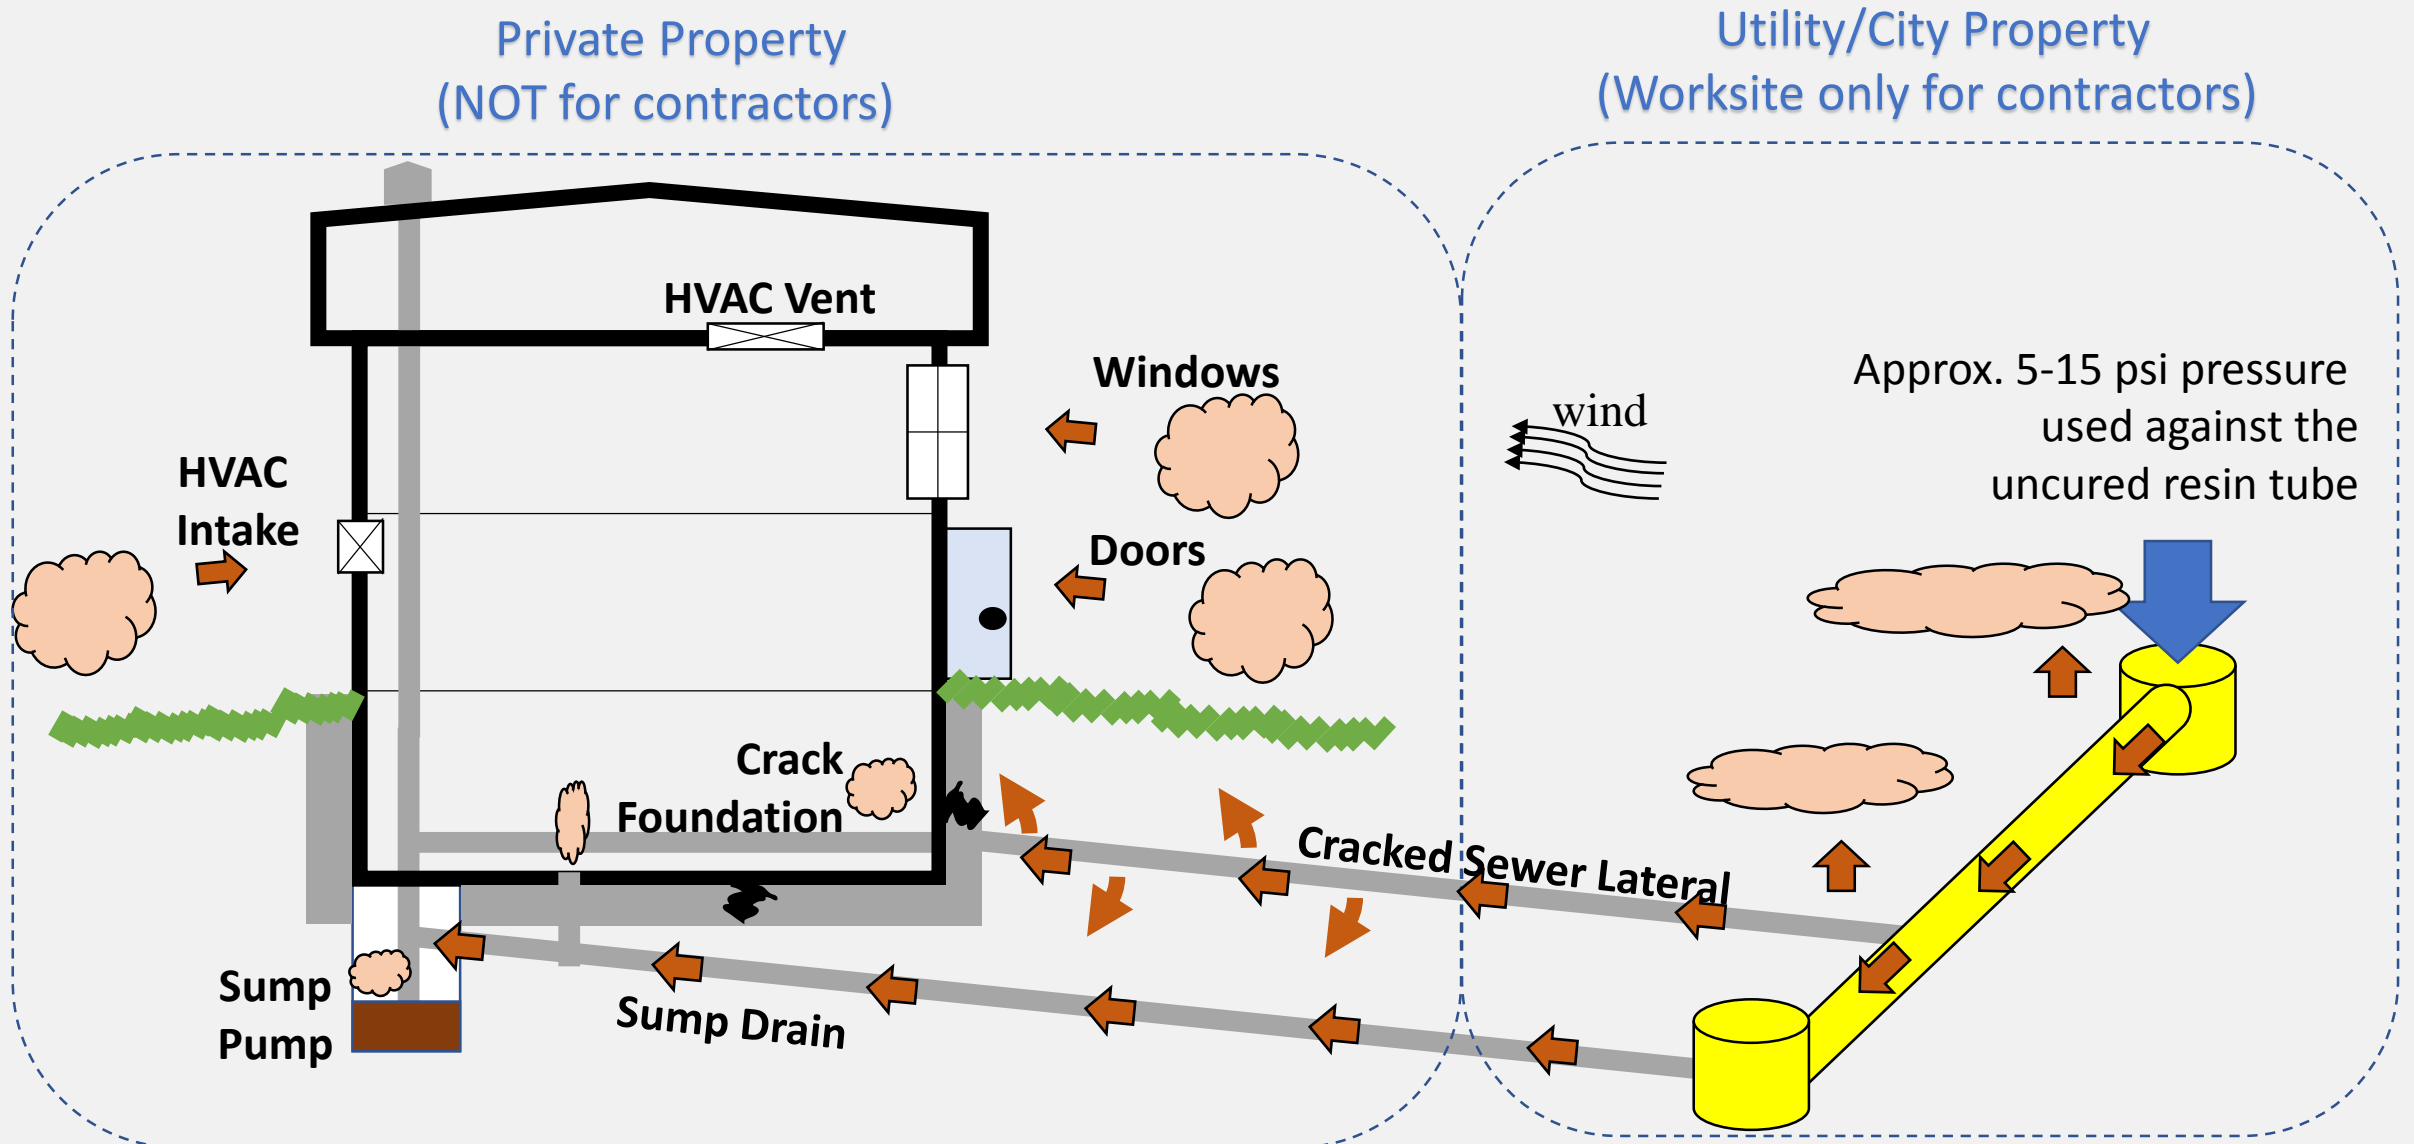 Private Property
(NOT for contractors)
Utility/City Property
(Worksite only for contractors)
HVAC Vent
Windows
wind
Approx. 5-15 psi pressure
used against the
uncured resin tube
HVAC
Intake
Doors
Crack
Foundation
Cracked Sewer Lateral
Sump
Pump
Sump Drain